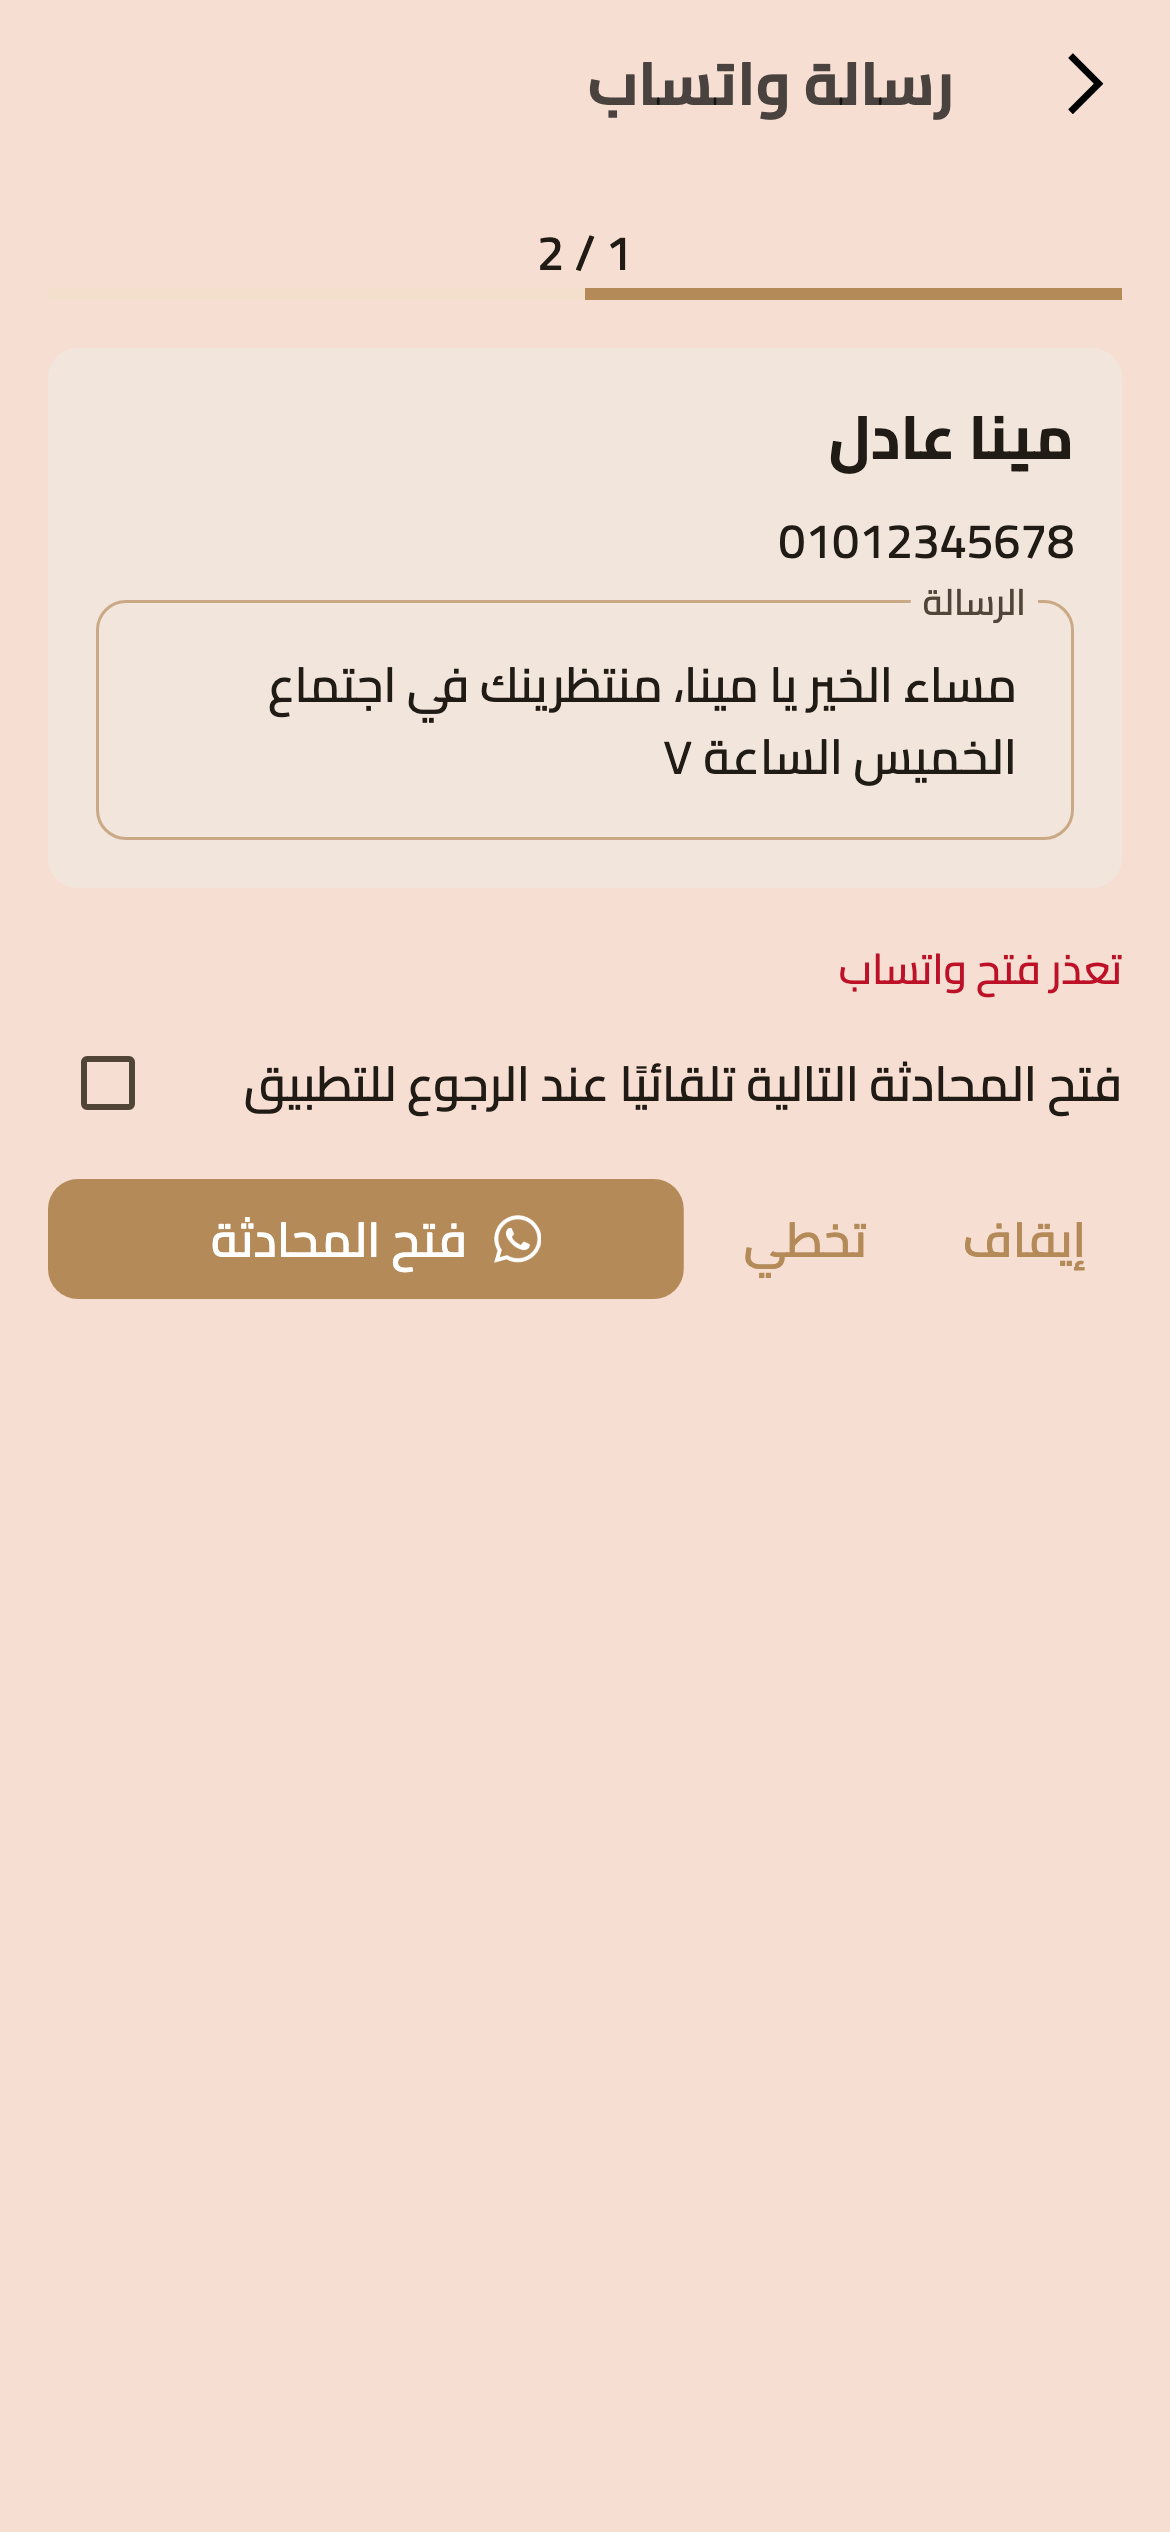 رسالة واتساب
1 / 2
مينا عادل
01012345678
الرسالة
مساء الخير يا مينا، منتظرينك في اجتماع
الخميس الساعة ٧
تعذر فتح واتساب
فتح المحادثة التالية تلقائيًا عند الرجوع للتطبيق
إيقاف
تخطي
فتح المحادثة